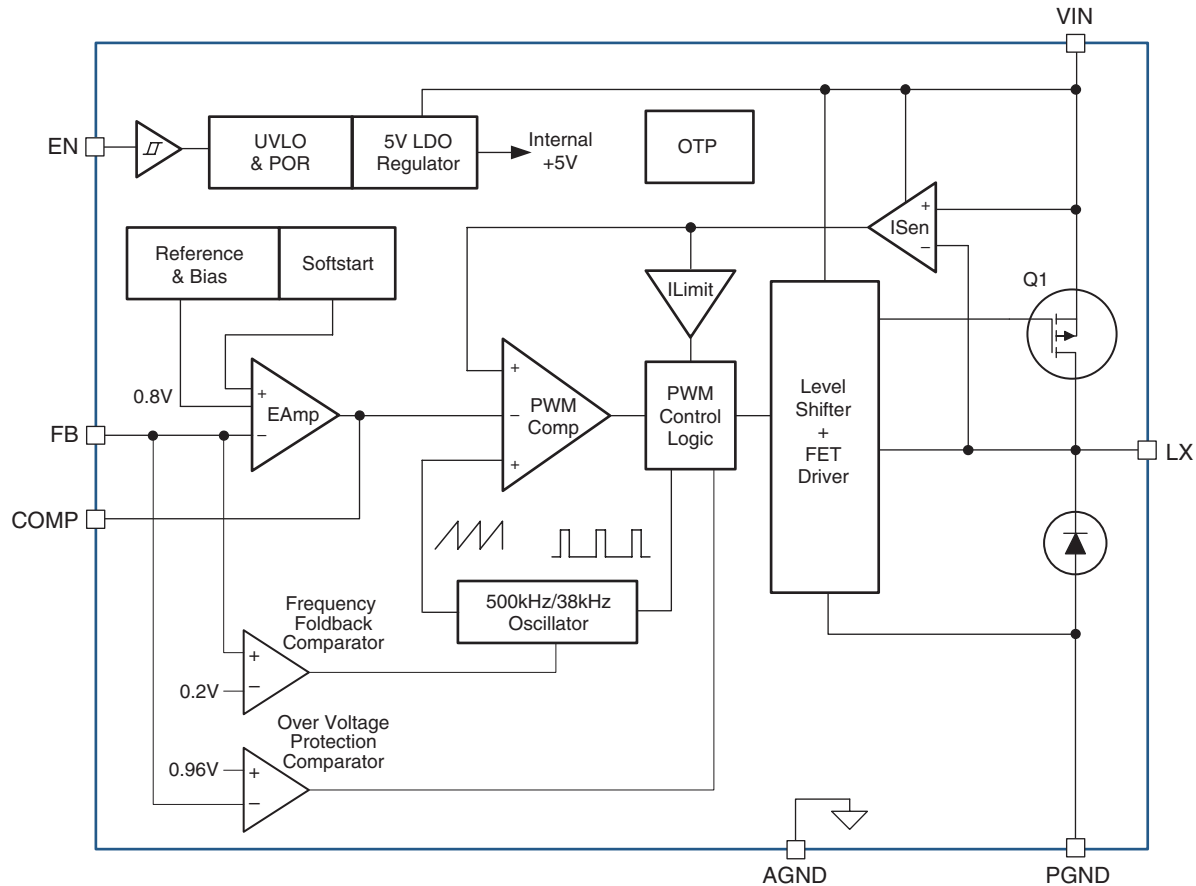 VIN
EN
UVLO
& POR
5V LDO
Regulator
Internal
+5V
OTP
+
ISen
−
Reference
& Bias
Softstart
ILimit
Q1
0.8V
+
EAmp
−
FB
+
−
PWM
Comp
+
PWM
Control
Logic
Level
Shifter
+
FET
Driver
LX
COMP
500kHz/38kHz
Oscillator
Frequency
Foldback
Comparator
+
0.2V
−
Over Voltage
Protection
Comparator
0.96V
+
−
AGND
PGND